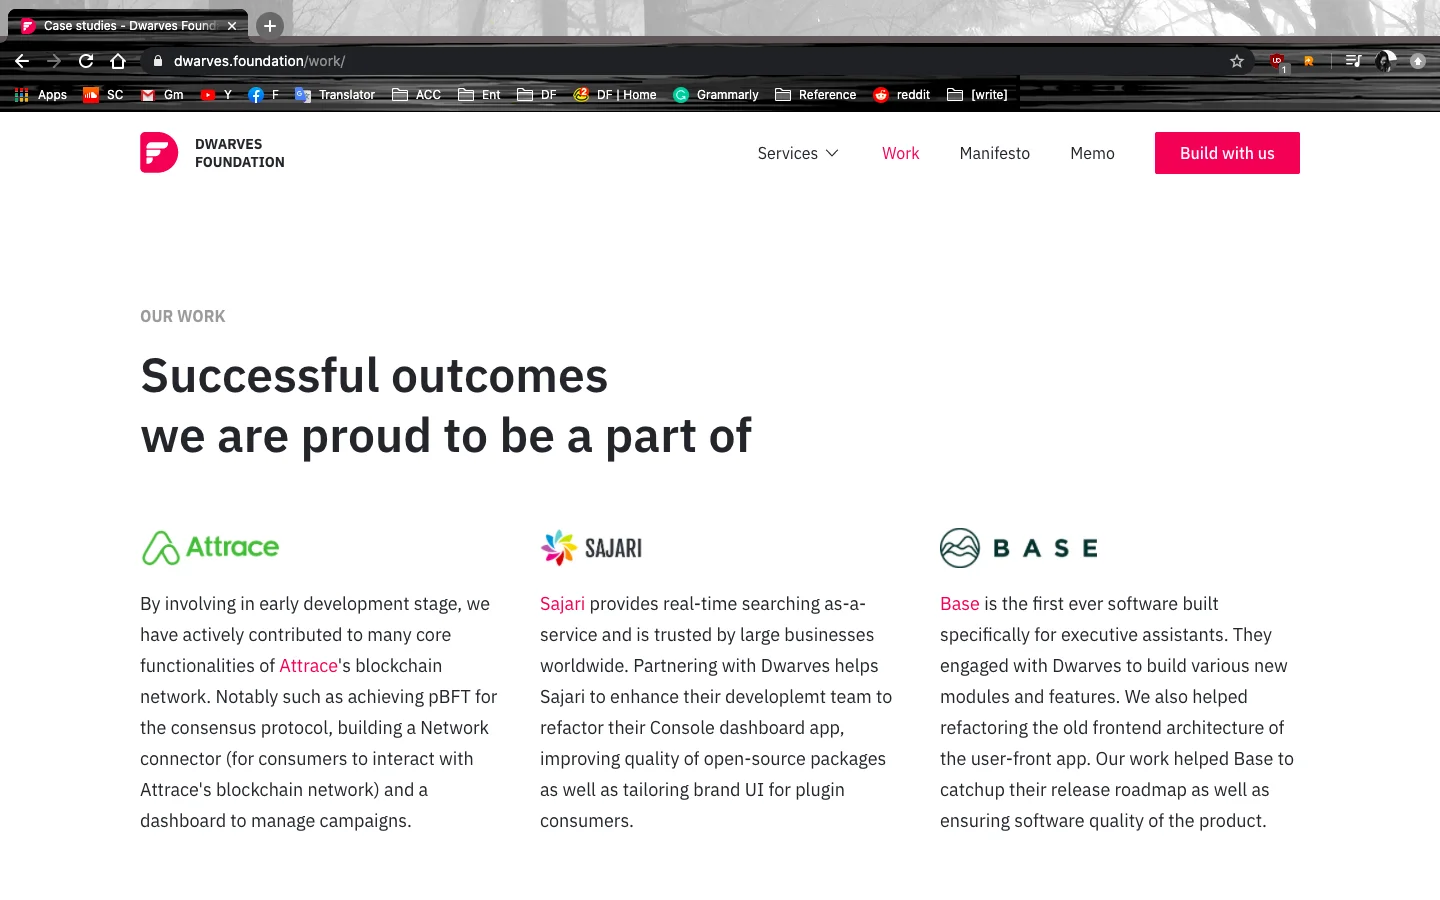 Case studies - Dwarves Found
dwarves.foundation/work/
1
Apps SC Gm Y F Translator ACC Ent DF DF | Home Grammarly Reference reddit [write]
DWARVES
FOUNDATION
Services Work Manifesto Memo Build with us
OUR WORK
Successful outcomes
we are proud to be a part of
Attrace
By involving in early development stage, we
have actively contributed to many core
functionalities of Attrace's blockchain
network. Notably such as achieving pBFT for
the consensus protocol, building a Network
connector (for consumers to interact with
Attrace's blockchain network) and a
dashboard to manage campaigns.
SAJARI
Sajari provides real-time searching as-a-
service and is trusted by large businesses
worldwide. Partnering with Dwarves helps
Sajari to enhance their developlemt team to
refactor their Console dashboard app,
improving quality of open-source packages
as well as tailoring brand UI for plugin
consumers.
BASE
Base is the first ever software built
specifically for executive assistants. They
engaged with Dwarves to build various new
modules and features. We also helped
refactoring the old frontend architecture of
the user-front app. Our work helped Base to
catchup their release roadmap as well as
ensuring software quality of the product.